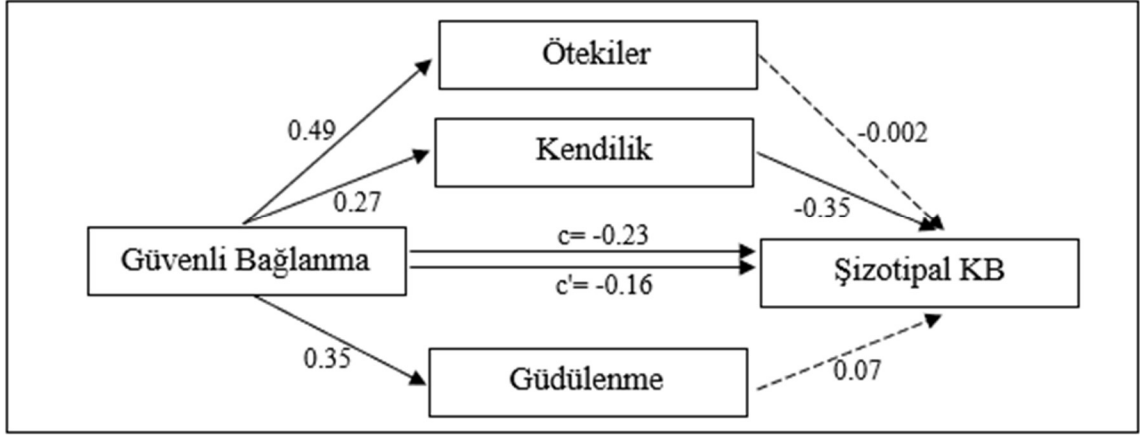 Ötekiler
0.49
-0.002
Kendilik
0.27
-0.35
Güvenli Bağlanma
c= -0.23
c'= -0.16
Şizotipal KB
0.35
Güdülenme
0.07